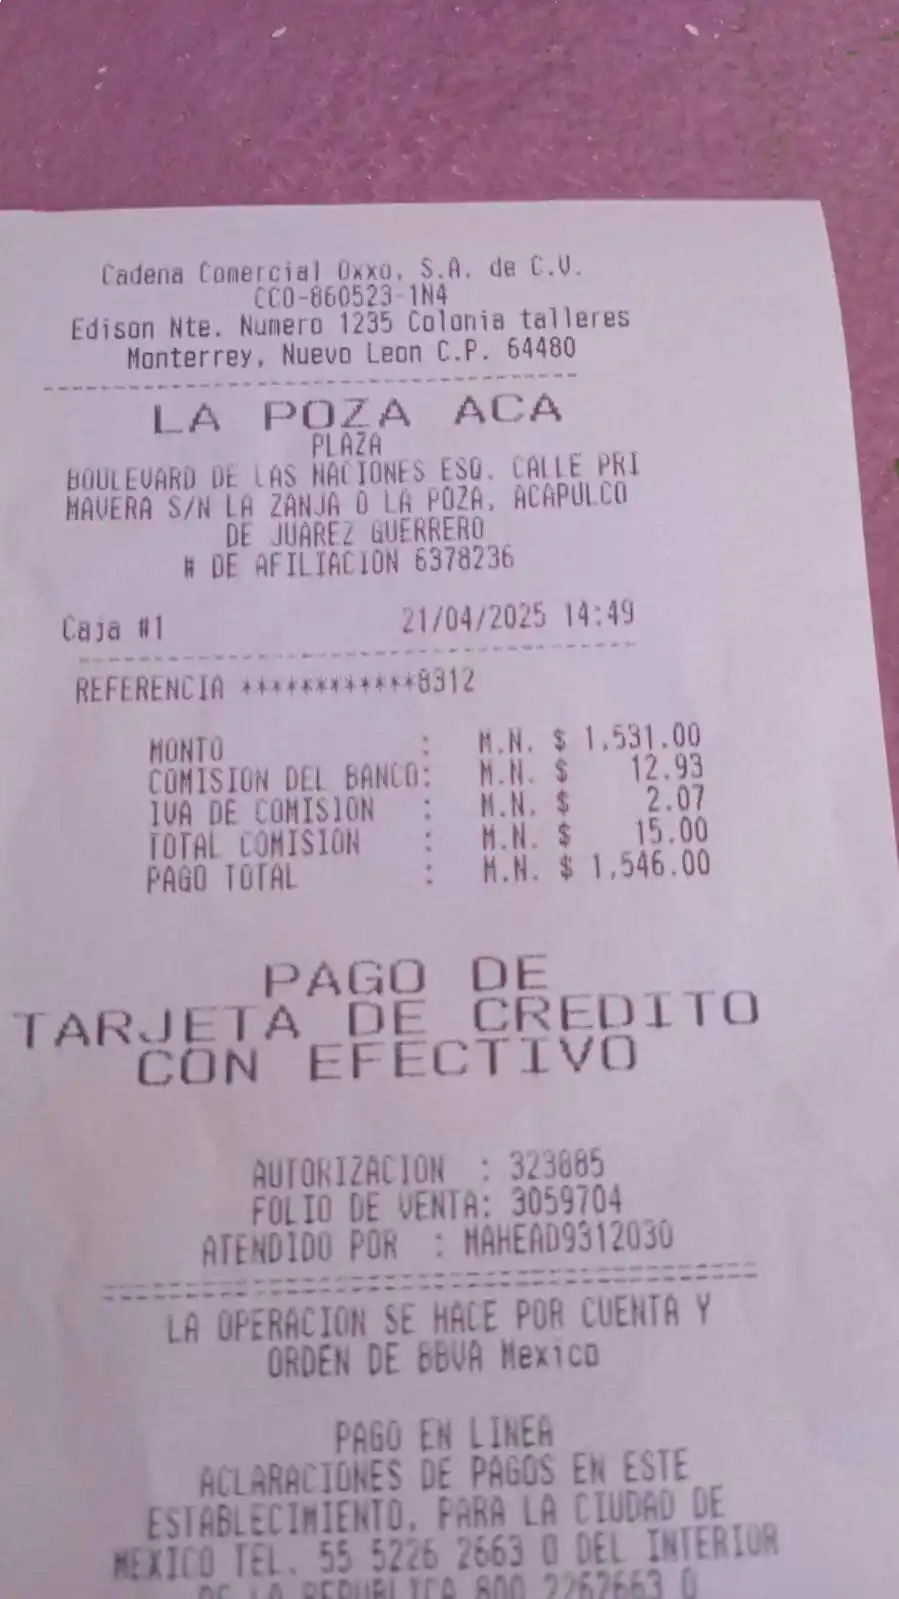 Cadena Comercial Oxxo, S.A. de C.V.
CCO-860523-1N4
Edison Nte. Numero 1235 Colonia talleres
Monterrey, Nuevo Leon C.P. 64480
LA POZA ACA
PLAZA
BOULEVARD DE LAS NACIONES ESQ. CALLE PRI
MAVERA S/N LA ZANJA O LA POZA, ACAPULCO
DE JUAREZ GUERRERO
# DE AFILIACION 6378236
Caja #1 21/04/2025 14:49
REFERENCIA ************8312
MONTO : M.N. $ 1,531.00
COMISION DEL BANCO: M.N. $ 12.93
IVA DE COMISION : M.N. $ 2.07
TOTAL COMISION : M.N. $ 15.00
PAGO TOTAL : M.N. $ 1,546.00
PAGO DE
TARJETA DE CREDITO
CON EFECTIVO
AUTORIZACION : 323885
FOLIO DE VENTA: 3059704
ATENDIDO POR : MAHEAD9312030
LA OPERACION SE HACE POR CUENTA Y
ORDEN DE BBVA Mexico
PAGO EN LINEA
ACLARACIONES DE PAGOS EN ESTE
ESTABLECIMIENTO, PARA LA CIUDAD DE
MEXICO TEL. 55 5226 2663 O DEL INTERIOR
DE LA REPUBLICA 800 2262663 O